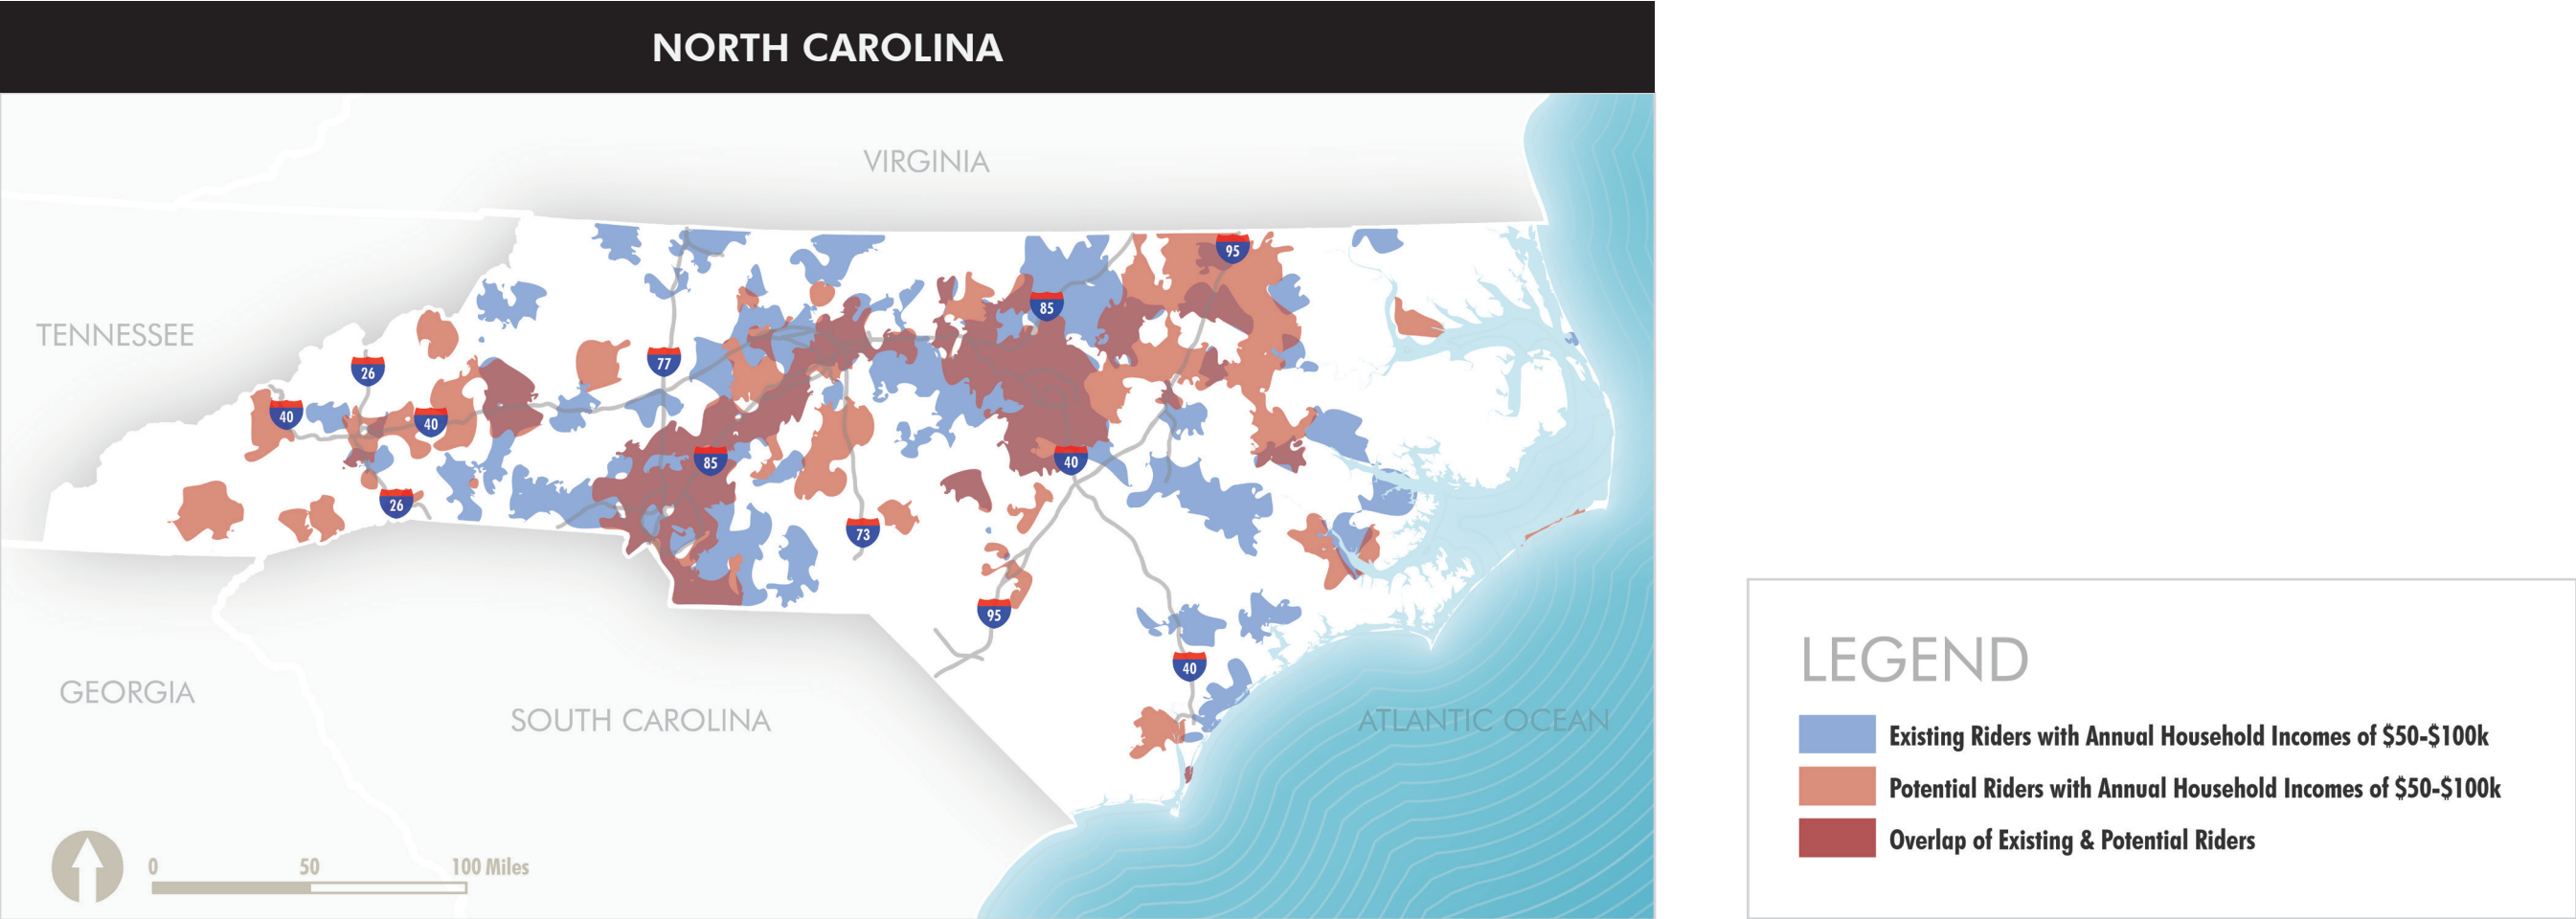 NORTH CAROLINA
VIRGINIA
TENNESSEE
95
85
77
26
40
40
85
40
26
73
95
40
GEORGIA
SOUTH CAROLINA
ATLANTIC OCEAN
0 50 100 Miles
LEGEND
Existing Riders with Annual Household Incomes of $50-$100k
Potential Riders with Annual Household Incomes of $50-$100k
Overlap of Existing & Potential Riders